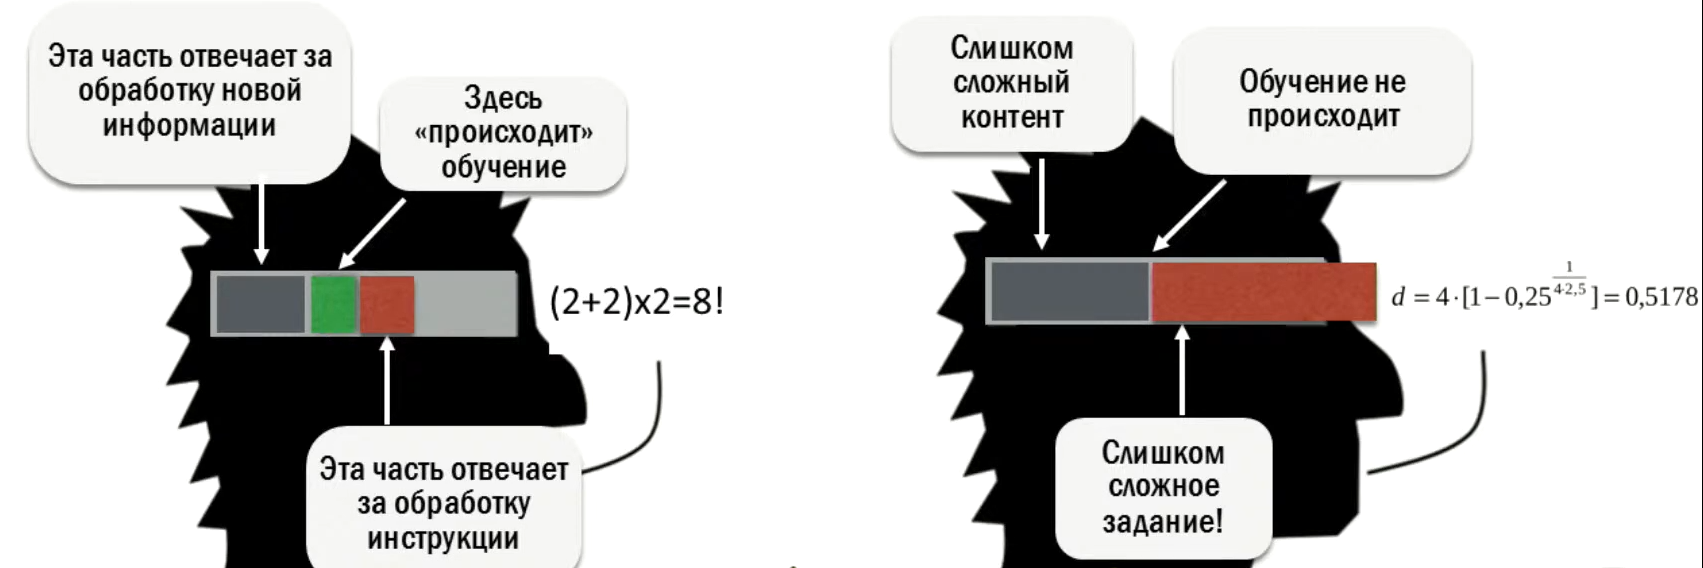 Эта часть отвечает за
обработку новой
информации
Здесь
«происходит»
обучение
(2+2)x2=8!
Эта часть отвечает
за обработку
инструкции
Слишком
сложный
контент
Обучение не
происходит
d = 4·[1−0,25^{\frac{1}{4·2,5}}] = 0,5178
Слишком
сложное
задание!